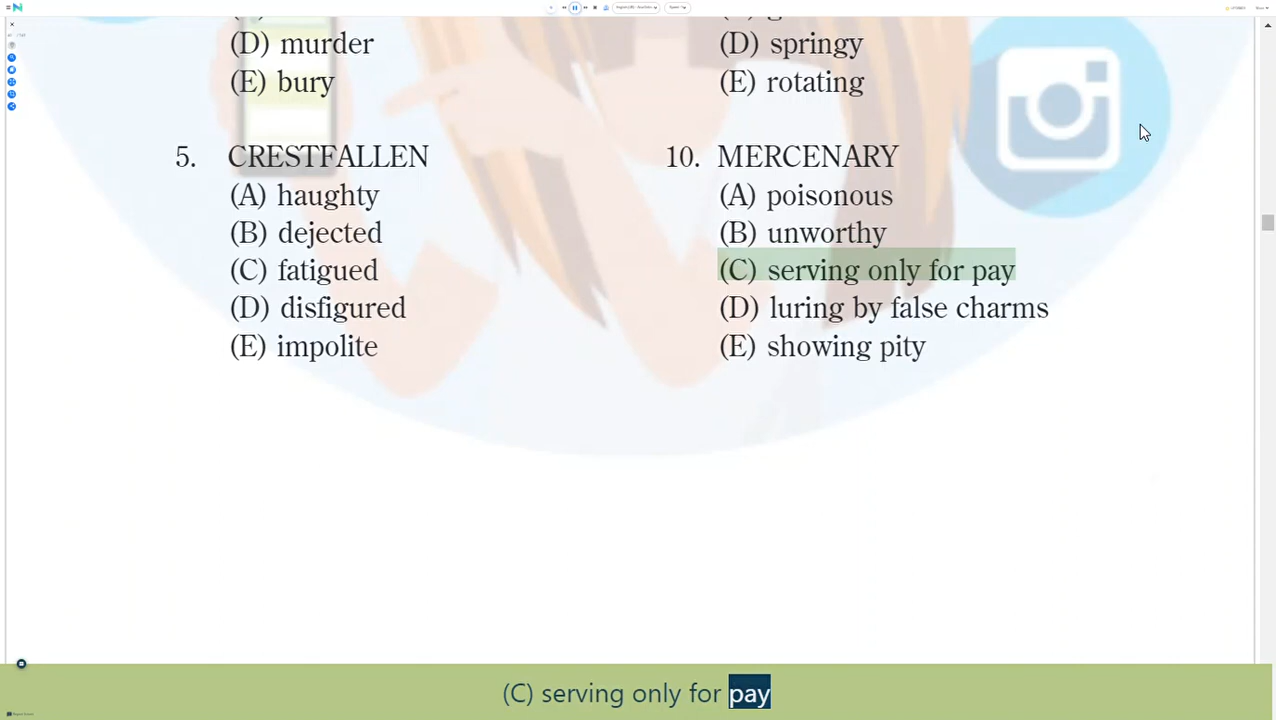 (D) murder
(E) bury
5. CRESTFALLEN
(A) haughty
(B) dejected
(C) fatigued
(D) disfigured
(E) impolite
(D) springy
(E) rotating
10. MERCENARY
(A) poisonous
(B) unworthy
(C) serving only for pay
(D) luring by false charms
(E) showing pity
(C) serving only for pay